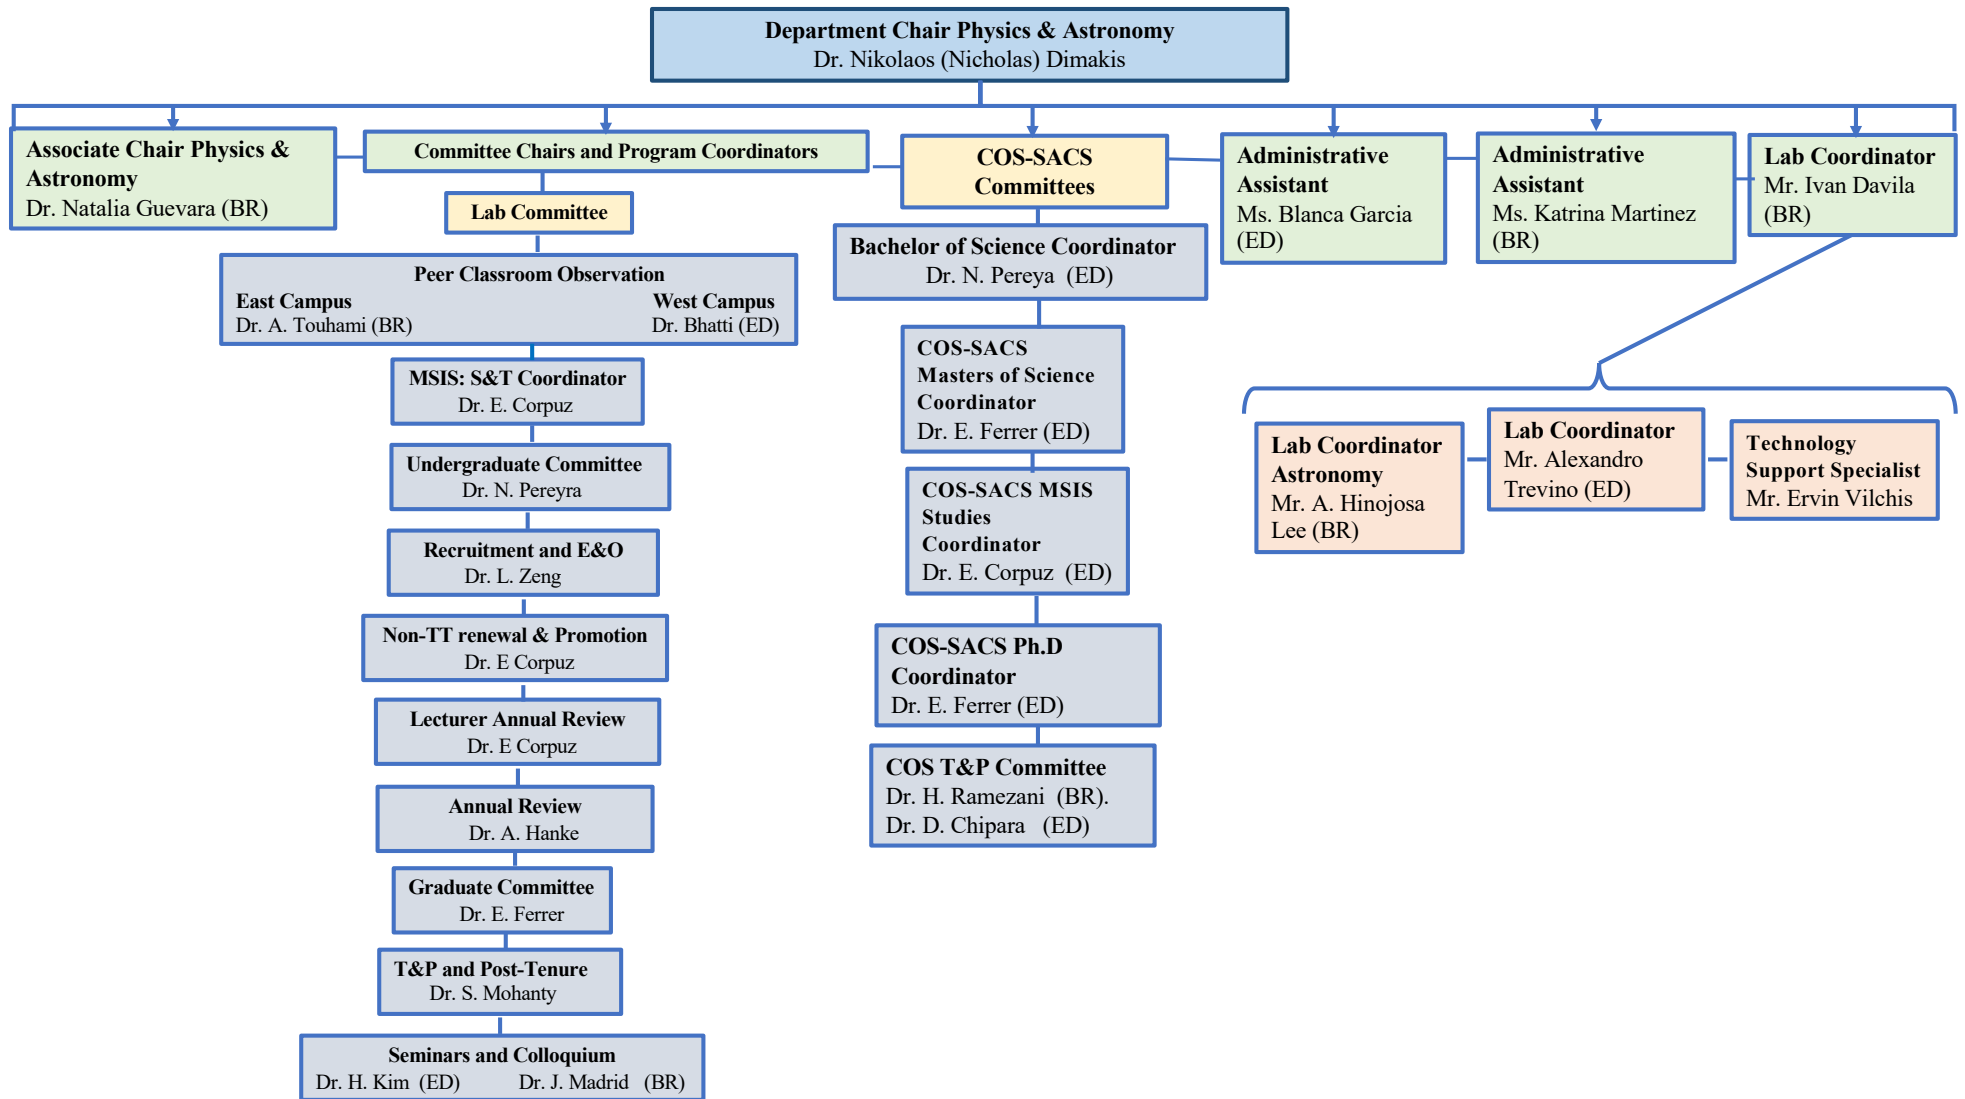 Department Chair Physics & Astronomy
Dr. Nikolaos (Nicholas) Dimakis
Associate Chair Physics &
Astronomy
Dr. Natalia Guevara (BR)
Committee Chairs and Program Coordinators
Lab Committee
Peer Classroom Observation
East Campus West Campus
Dr. A. Touhami (BR) Dr. Bhatti (ED)
MSIS: S&T Coordinator
Dr. E. Corpuz
Undergraduate Committee
Dr. N. Pereyra
Recruitment and E&O
Dr. L. Zeng
Non-TT renewal & Promotion
Dr. E Corpuz
Lecturer Annual Review
Dr. E Corpuz
Annual Review
Dr. A. Hanke
Graduate Committee
Dr. E. Ferrer
T&P and Post-Tenure
Dr. S. Mohanty
Seminars and Colloquium
Dr. H. Kim (ED) Dr. J. Madrid (BR)
COS-SACS
Committees
Bachelor of Science Coordinator
Dr. N. Pereya (ED)
COS-SACS
Masters of Science
Coordinator
Dr. E. Ferrer (ED)
COS-SACS MSIS
Studies
Coordinator
Dr. E. Corpuz (ED)
COS-SACS Ph.D
Coordinator
Dr. E. Ferrer (ED)
COS T&P Committee
Dr. H. Ramezani (BR).
Dr. D. Chipara (ED)
Administrative
Assistant
Ms. Blanca Garcia
(ED)
Administrative
Assistant
Ms. Katrina Martinez
(BR)
Lab Coordinator
Mr. Ivan Davila
(BR)
Lab Coordinator
Astronomy
Mr. A. Hinojosa
Lee (BR)
Lab Coordinator
Mr. Alexandro
Trevino (ED)
Technology
Support Specialist
Mr. Ervin Vilchis